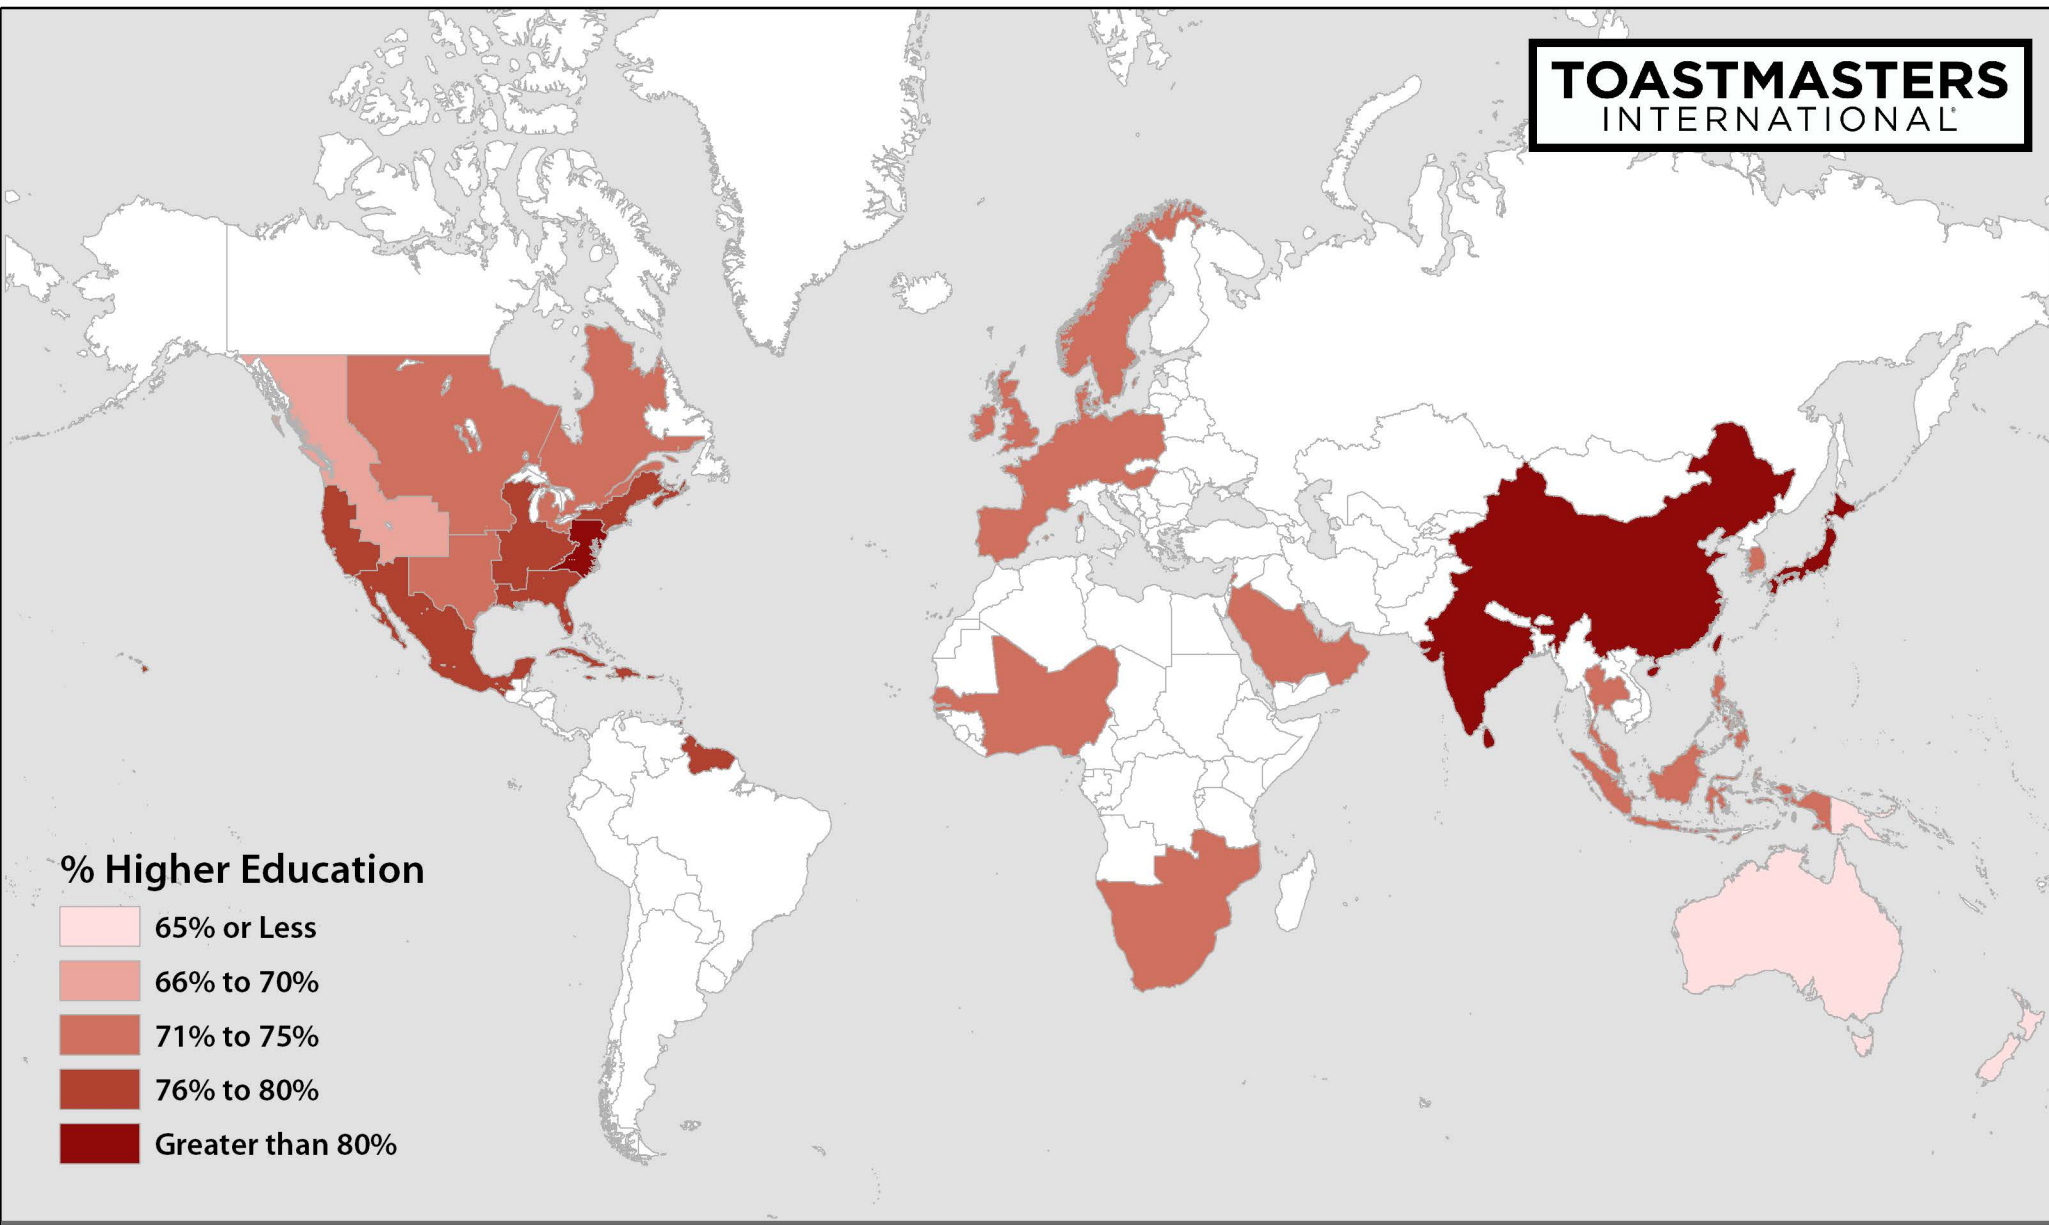 TOASTMASTERS
INTERNATIONAL®
% Higher Education
65% or Less
66% to 70%
71% to 75%
76% to 80%
Greater than 80%